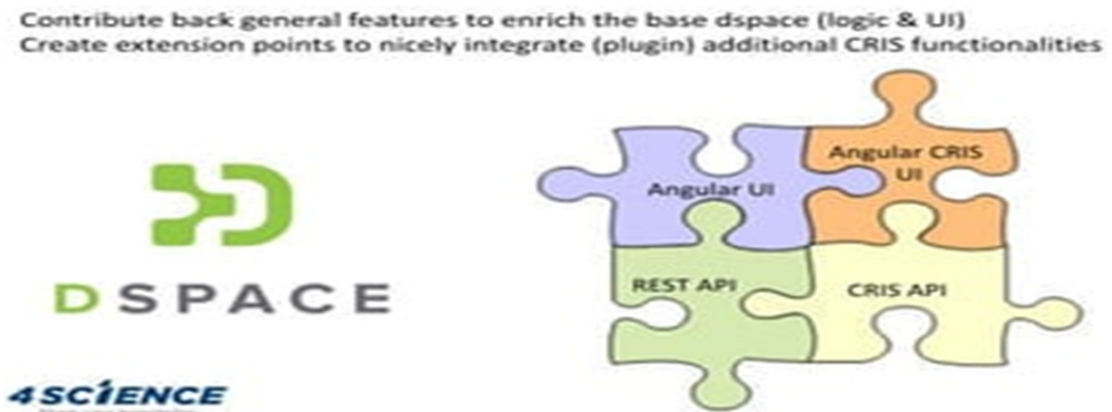 Contribute back general features to enrich the base dspace (logic & UI)
Create extension points to nicely integrate (plugin) additional CRIS functionalities
Angular UI
Angular CRIS
UI
REST API
CRIS API
DSPACE
4SCIENCE